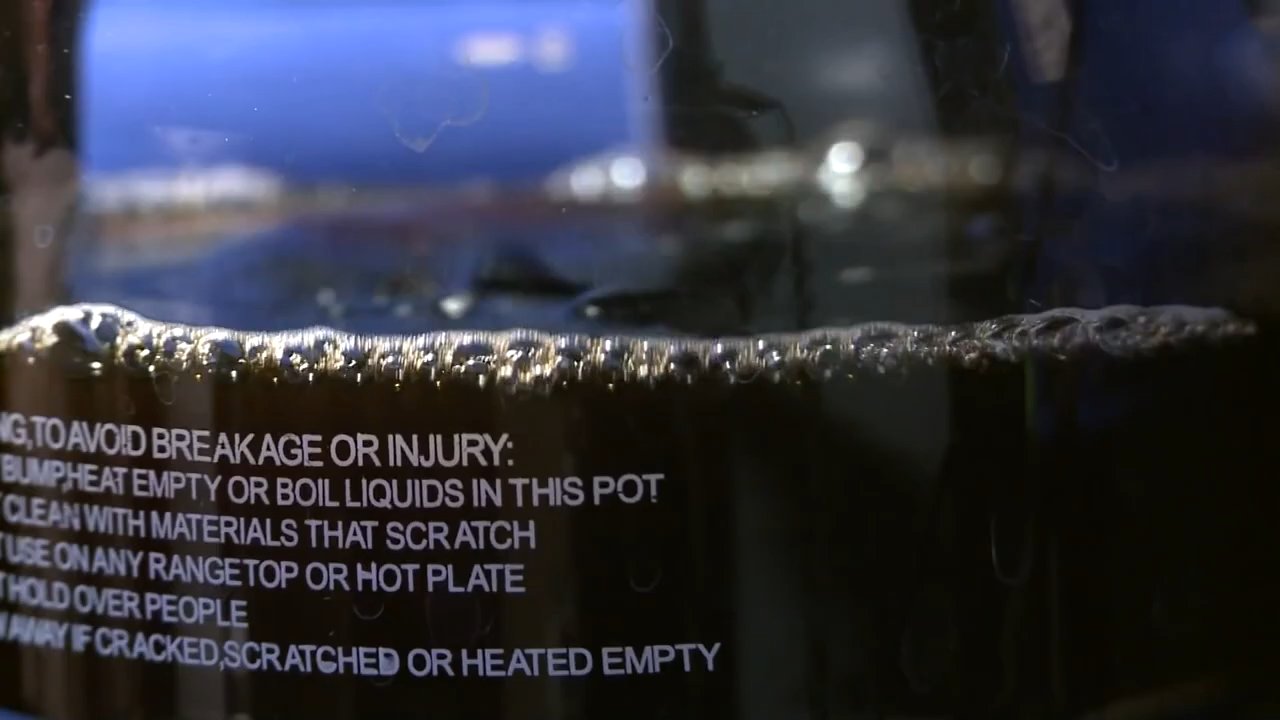 NG,TO AVOID BREAKAGE OR INJURY:
BUMP,HEAT EMPTY OR BOIL LIQUIDS IN THIS POT
T CLEAN WITH MATERIALS THAT SCRATCH
T USE ON ANY RANGETOP OR HOT PLATE
T HOLD OVER PEOPLE
W AWAY IF CRACKED,SCRATCHED OR HEATED EMPTY